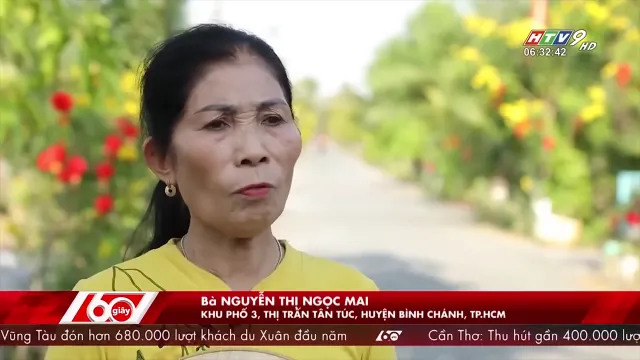 HTV9 HD
06:32:42
60 giây
Bà NGUYỄN THỊ NGỌC MAI
KHU PHỐ 3, THỊ TRẤN TÂN TÚC, HUYỆN BÌNH CHÁNH, TP.HCM
Vũng Tàu đón hơn 680.000 lượt khách du Xuân đầu năm 60 Cần Thơ: Thu hút gần 400.000 lượng